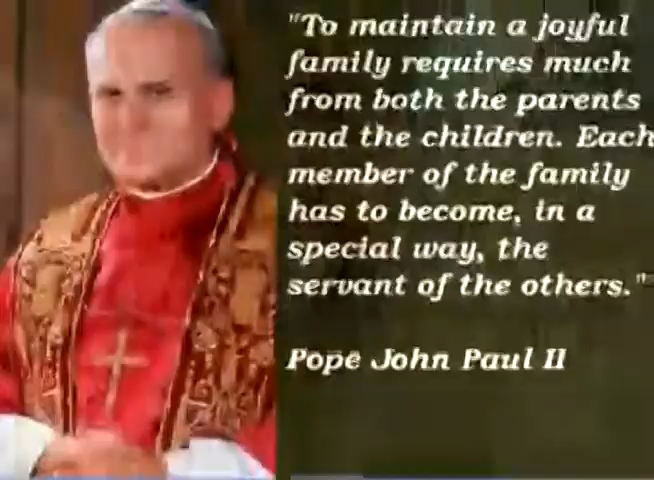 "To maintain a joyful
family requires much
from both the parents
and the children. Each
member of the family
has to become, in a
special way, the
servant of the others."
Pope John Paul II